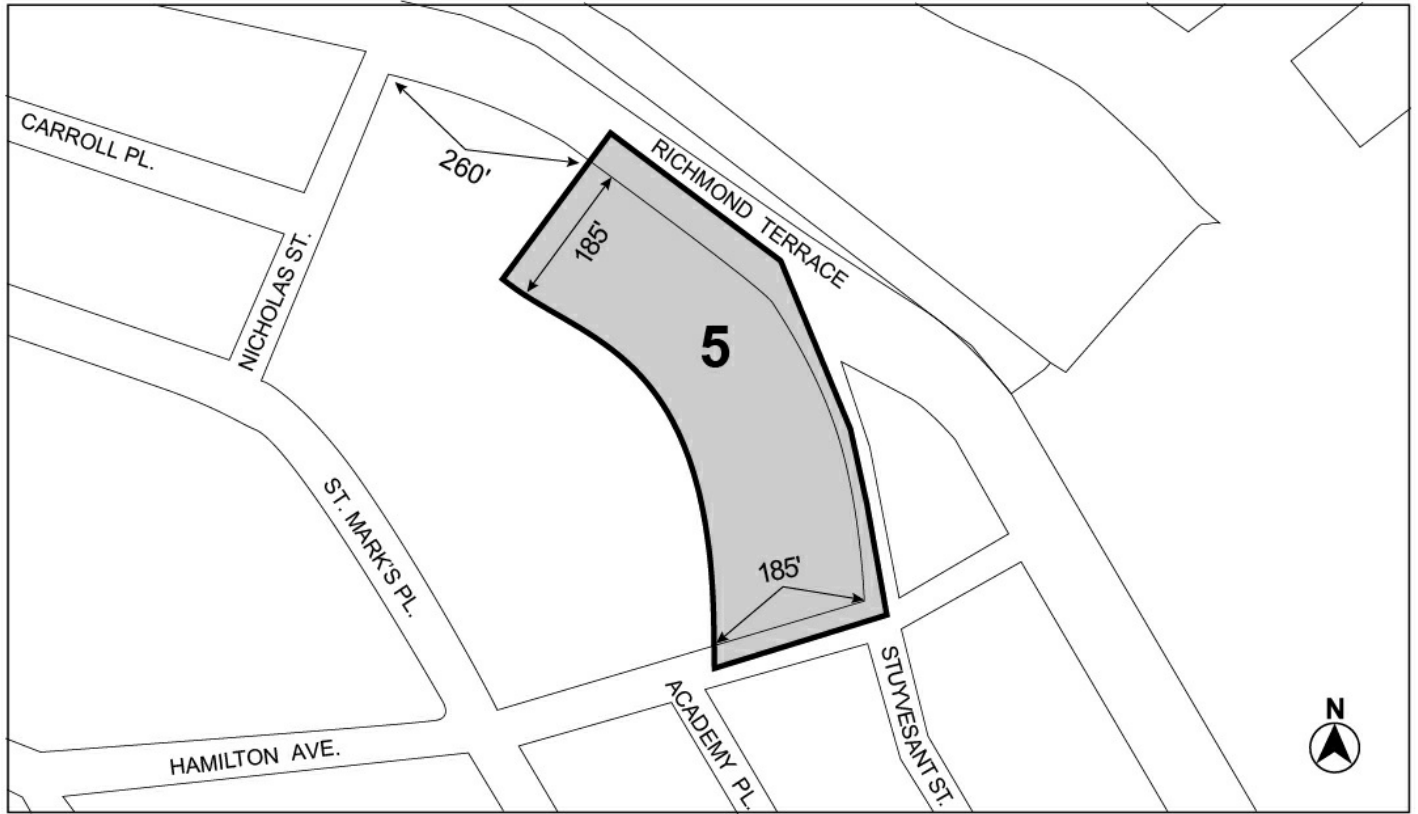 CARROLL PL.
260'
RICHMOND TERRACE
185'
NICHOLAS ST.
5
ST. MARK'S PL.
185'
STUYVESANT ST.
ACADEMY PL.
HAMILTON AVE.
N